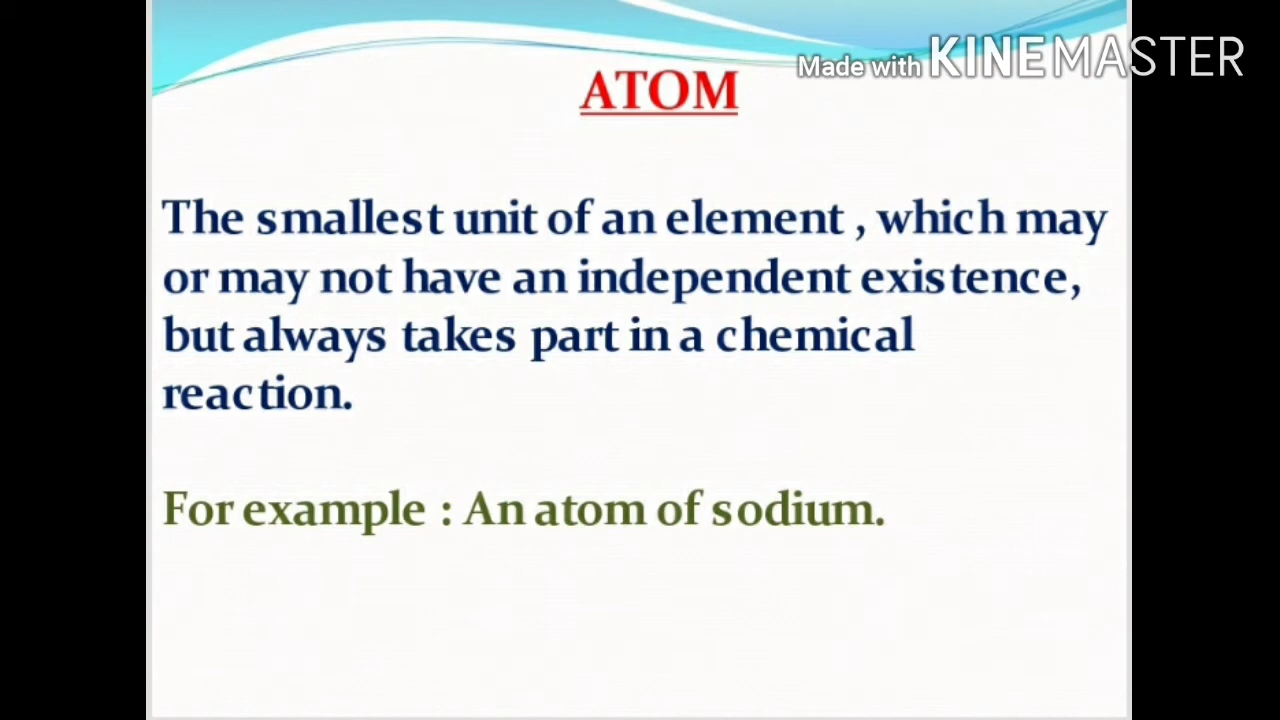 Made with KINEMASTER
ATOM
The smallest unit of an element , which may
or may not have an independent existence,
but always takes part in a chemical
reaction.
For example : An atom of sodium.